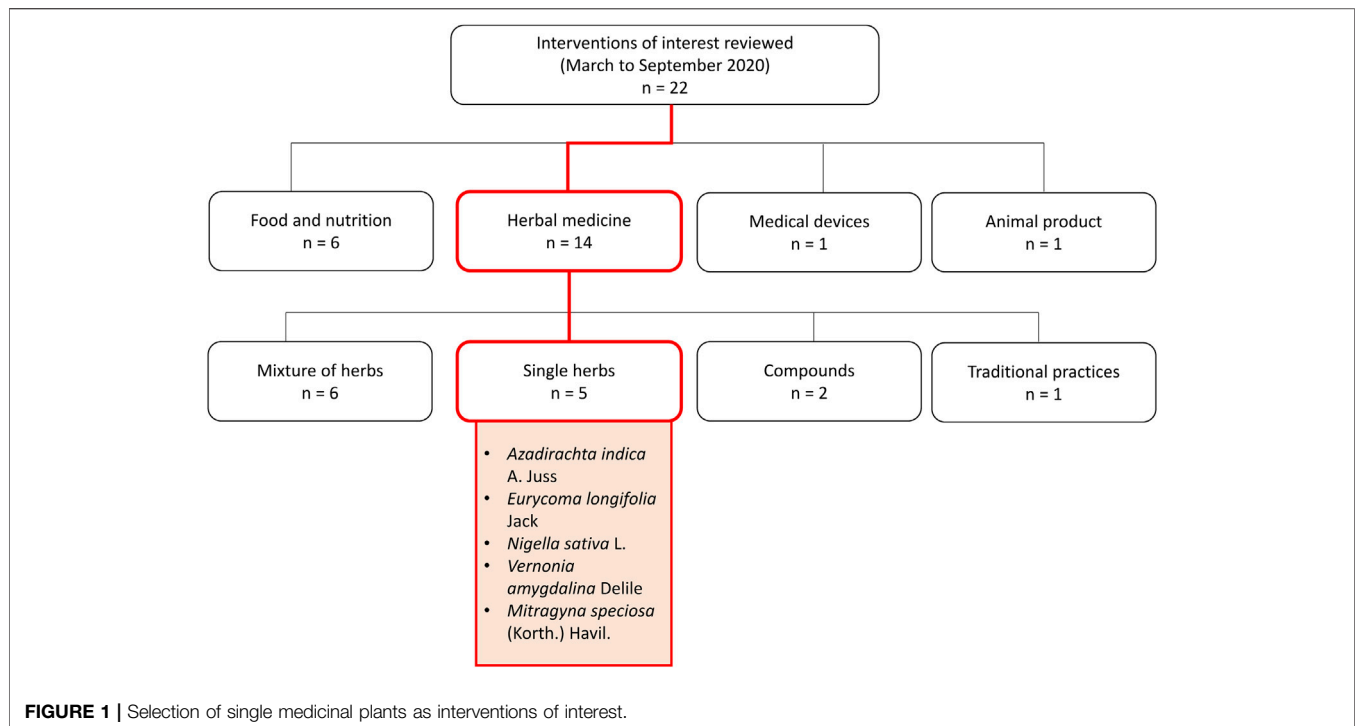 Interventions of interest reviewed
(March to September 2020)
n = 22
Food and nutrition
n = 6
Herbal medicine
n = 14
Medical devices
n = 1
Animal product
n = 1
Mixture of herbs
n = 6
Single herbs
n = 5
Compounds
n = 2
Traditional practices
n = 1
• Azadirachta indica
A. Juss
• Eurycoma longifolia
Jack
• Nigella sativa L.
• Vernonia
amygdalina Delile
• Mitragyna speciosa
(Korth.) Havil.
FIGURE 1 | Selection of single medicinal plants as interventions of interest.